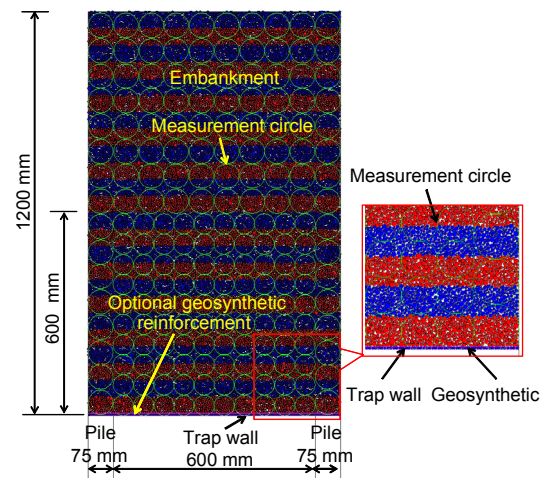 Embankment
Measurement circle
1200 mm
600 mm
Optional geosynthetic
reinforcement
Pile
75 mm
Trap wall
600 mm
Pile
75 mm
Measurement circle
Trap wall
Geosynthetic